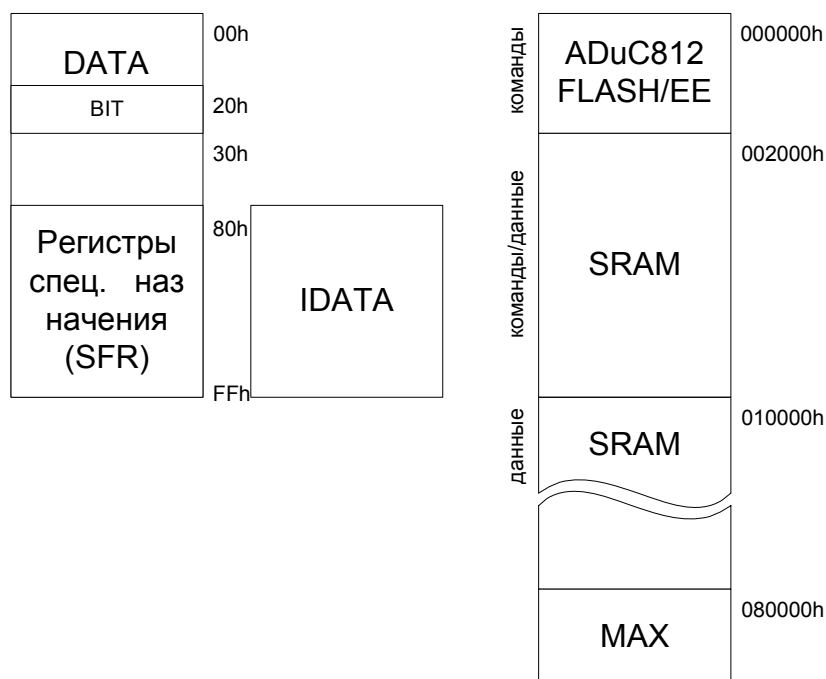 DATA
00h
BIT
20h
30h
Регистры
спец. наз
начения
(SFR)
80h
FFh
IDATA
команды
ADuC812
FLASH/EE
000000h
002000h
команды/данные
SRAM
данные
SRAM
010000h
080000h
MAX